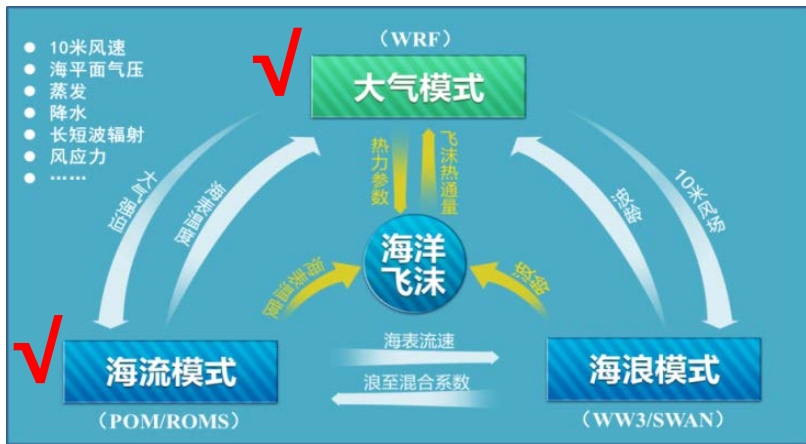 （WRF）
大气模式
10米风速
海平面气压
蒸发
降水
长短波辐射
风应力
……
大气强迫
海表温度
热力参数
飞沫热通量
海浪
10米风场
海洋
飞沫
海表温度
海浪
海流模式
（POM/ROMS）
海表流速
浪至混合系数
海浪模式
（WW3/SWAN）